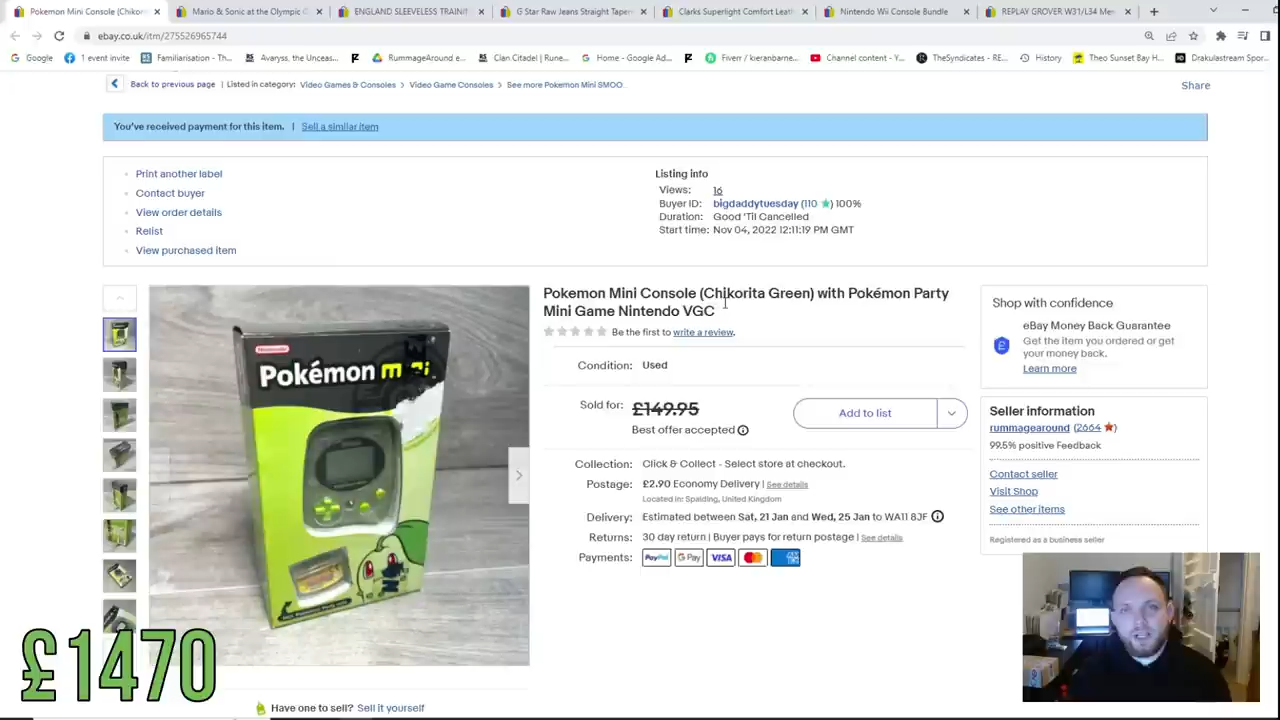 Pokemon Mini Console (Chikor
Mario & Sonic at the Olympic G
ENGLAND SLEEVELESS TRAININ
G Star Raw Jeans Straight Taper
Clarks Superlight Comfort Leat
Nintendo Wii Console Bundle
REPLAY GROVER W31/L34 Me
ebay.co.uk/itm/275526965744
Google
1 event invite
Familiarisation - Th...
Avaryss, the Unceas...
RummageAround e...
Clan.Citadel | Rune...
Home - Google Ad...
Fiverr / kieranbarne...
Channel content - Y...
TheSyndicates - RE...
History
Theo Sunset Bay H...
Drakulastream Spor...
Back to previous page | Listed in category: Video Games & Consoles > Video Game Consoles > See more Pokemon Mini SMOO...
Share
You've received payment for this item. | Sell a similar item
Print another label
Contact buyer
View order details
Relist
View purchased item
Listing info
Views: 16
Buyer ID: bigdaddytuesday (110 ) 100%
Duration: Good 'Til Cancelled
Start time: Nov 04, 2022 12:11:19 PM GMT
Nintendo
Pokémon mini
Pokemon Mini Console (Chikorita Green) with Pokémon Party
Mini Game Nintendo VGC
Be the first to write a review.
Condition: Used
Sold for: £149.95
Best offer accepted
Add to list
Collection: Click & Collect - Select store at checkout.
Postage: £2.90 Economy Delivery | See details
Located in: Spalding, United Kingdom
Delivery: Estimated between Sat, 21 Jan and Wed, 25 Jan to WA11 8JF
Returns: 30 day return | Buyer pays for return postage | See details
Payments: PayPal G Pay VISA
Shop with confidence
eBay Money Back Guarantee
Get the item you ordered or get
your money back.
Learn more
Seller information
rummagearound (2664 )
99.5% positive Feedback
Contact seller
Visit Shop
See other items
Registered as a business seller
£1470
Have one to sell? Sell it yourself